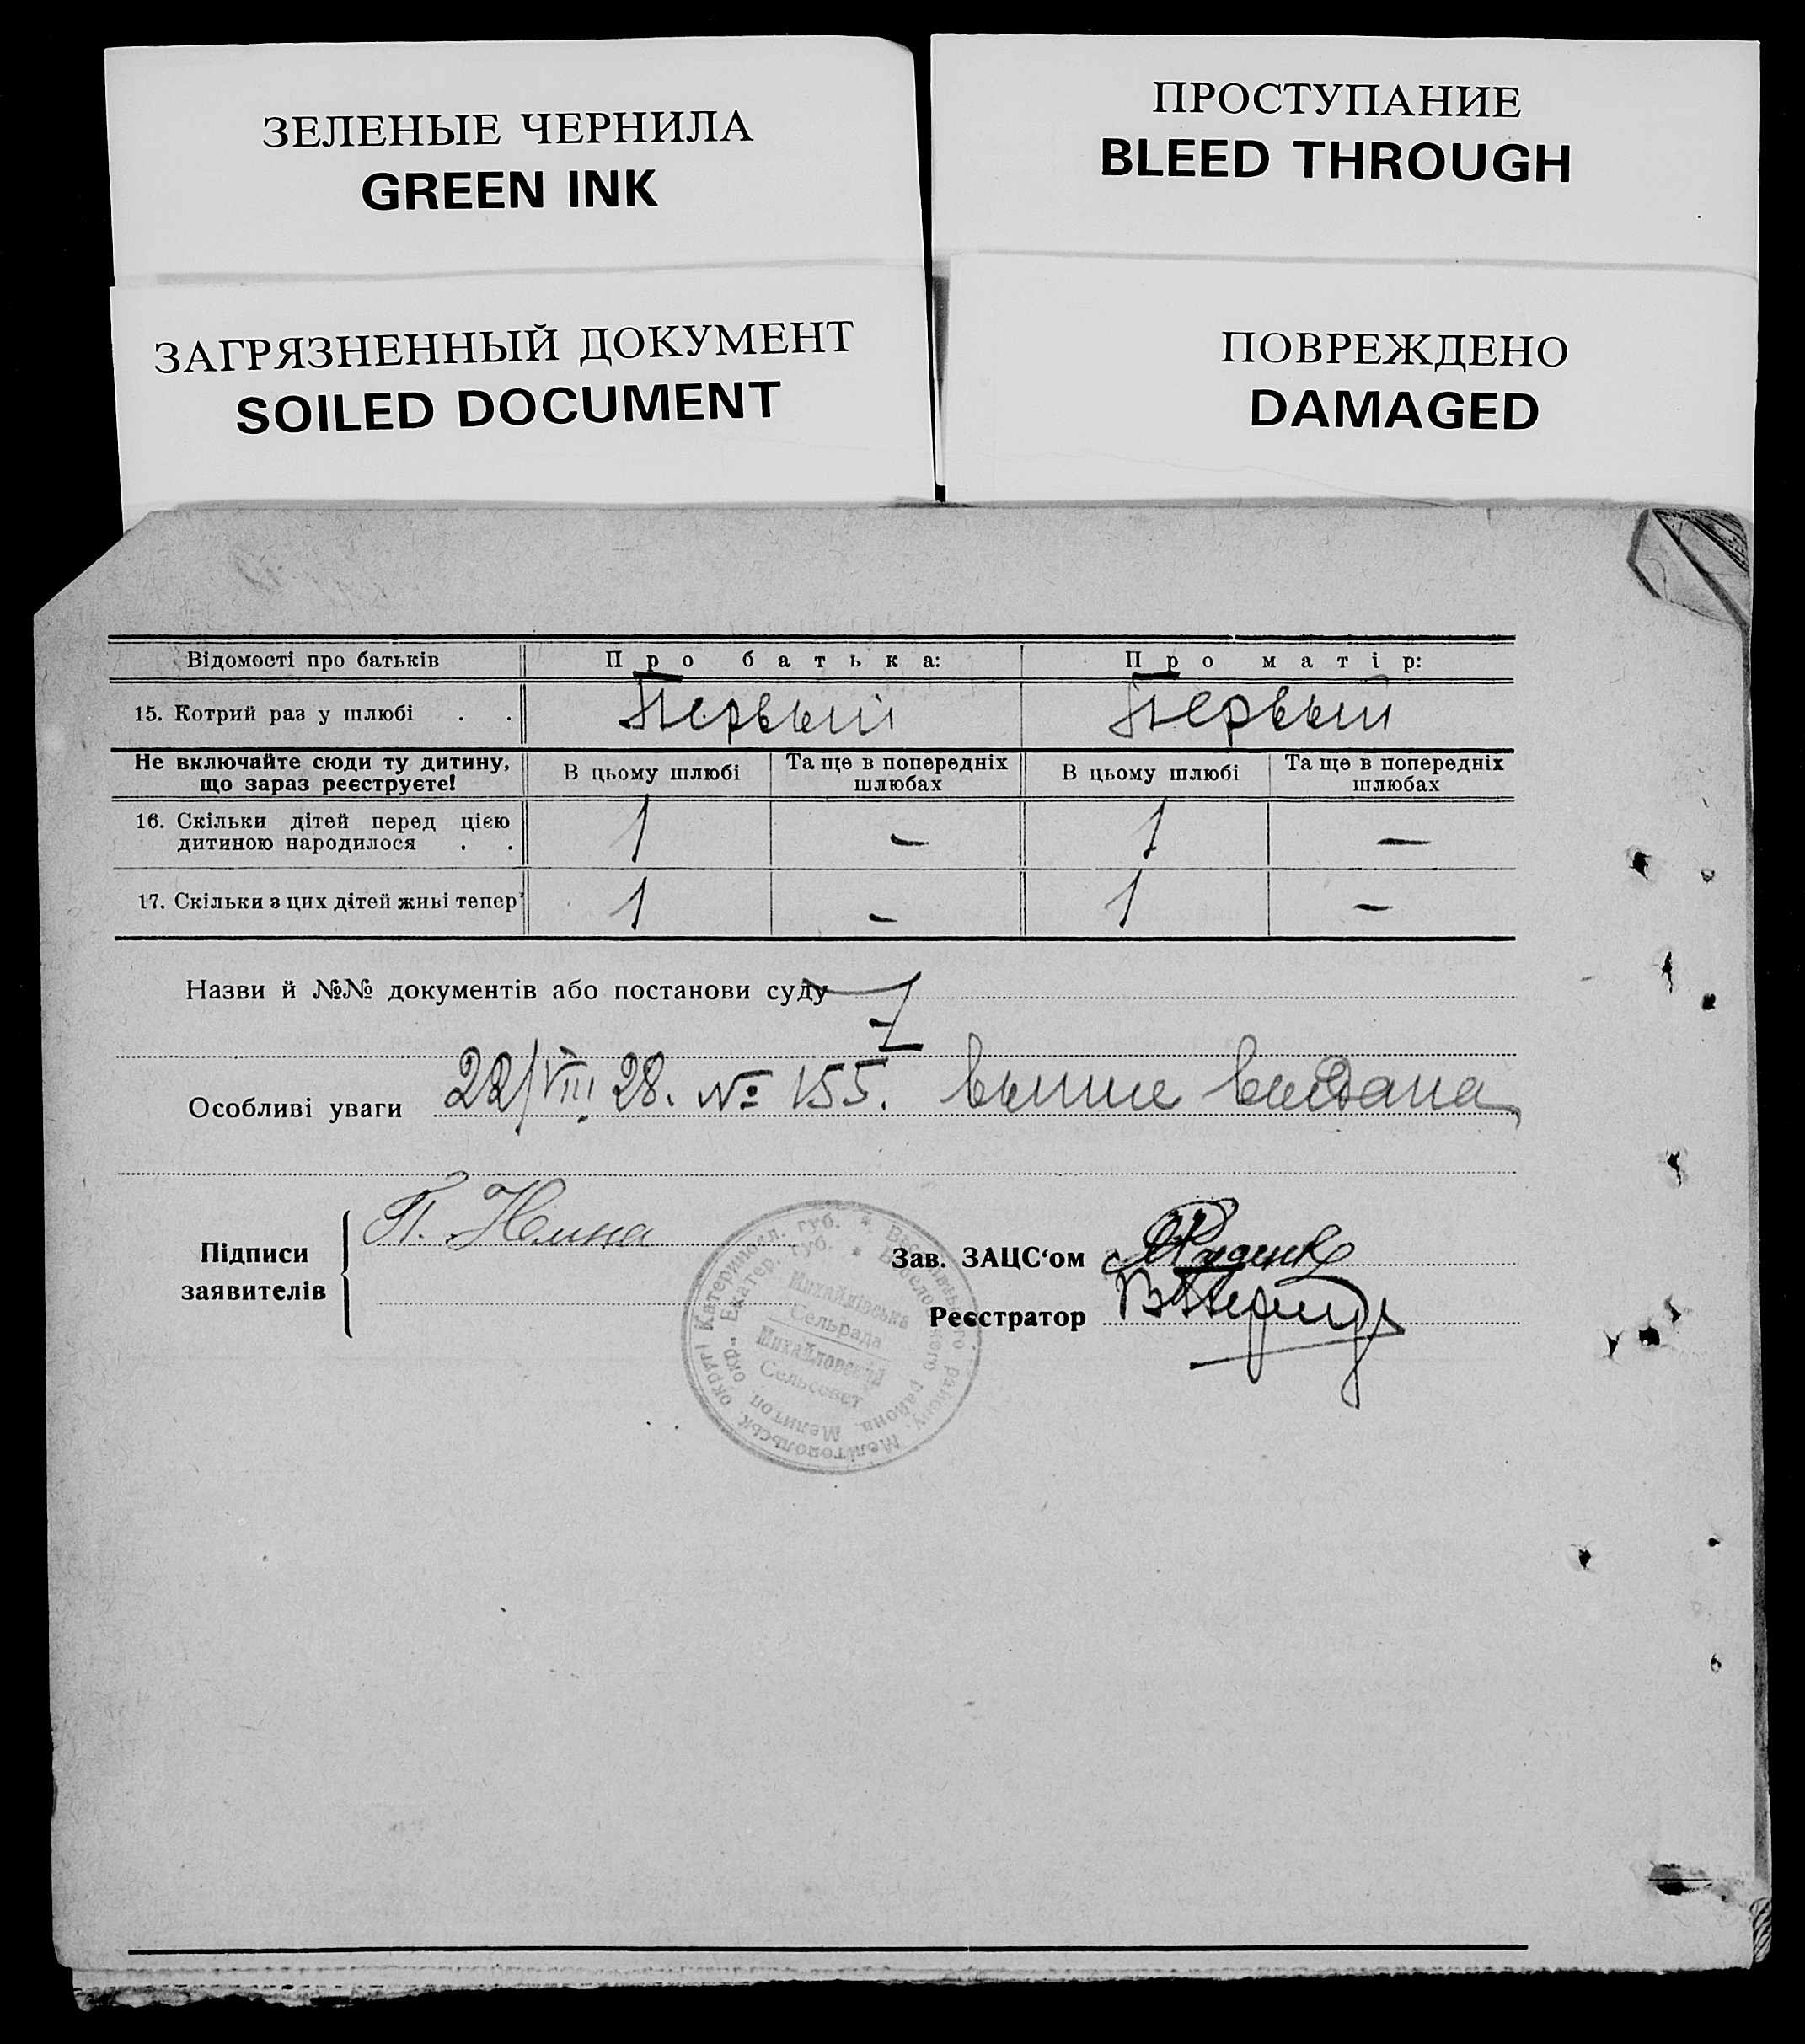 ЗЕЛЕНЫЕ ЧЕРНИЛА
GREEN INK
ПРОСТУПАНИЕ
BLEED THROUGH
ЗАГРЯЗНЕННЫЙ ДОКУМЕНТ
SOILED DOCUMENT
ПОВРЕЖДЕНО
DAMAGED
Відомості про батьків Про батька: Про матір:
15. Котрий раз у шлюбі . . Первый Первый
Не включайте сюди ту дитину,
що зараз реєструєте!
В цьому шлюбі
Та ще в попередніх
шлюбах
В цьому шлюбі
Та ще в попередніх
шлюбах
16. Скільки дітей перед цією
дитиною народилося . . 1 – 1 –
17. Скільки з цих дітей живі тепер 1 – 1 –
Назви й №№ документів або постанови суду
Особливі уваги 22/VIII 28. № 155.
Підписи
заявителів
П.
Зав. ЗАЦС‘ом
Реєстратор
Михайлівська
Сельрада
Михайловский
Сельсовет